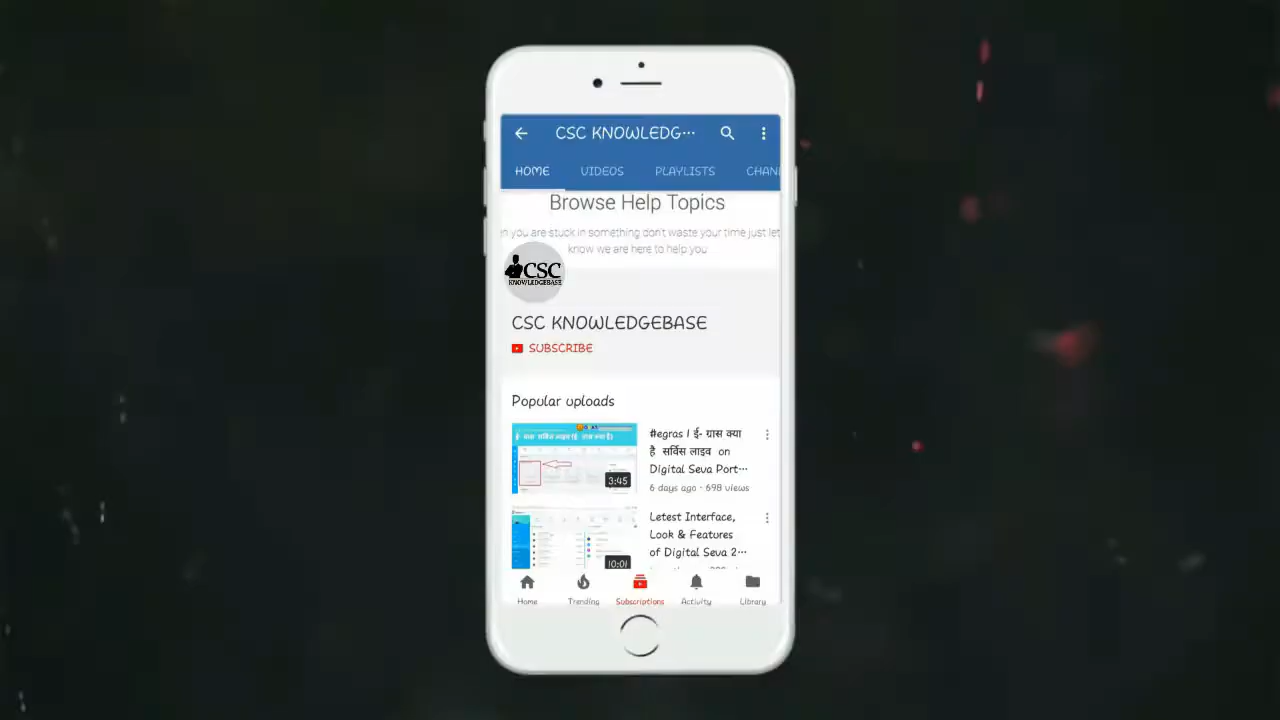 CSC KNOWLEDG...
HOME VIDEOS PLAYLISTS CHAN
Browse Help Topics
n you are stuck in something don't waste your time just let
know we are here to help you
CSC
KNOWLEDGEBASE
CSC KNOWLEDGEBASE
SUBSCRIBE
Popular uploads
#egras | ई- ग्रास क्या
है सर्विस लाइव on
Digital Seva Port...
6 days ago · 698 views
3:45
Letest Interface,
Look & Features
of Digital Seva 2...
10:01
Home Trending Subscriptions Activity Library